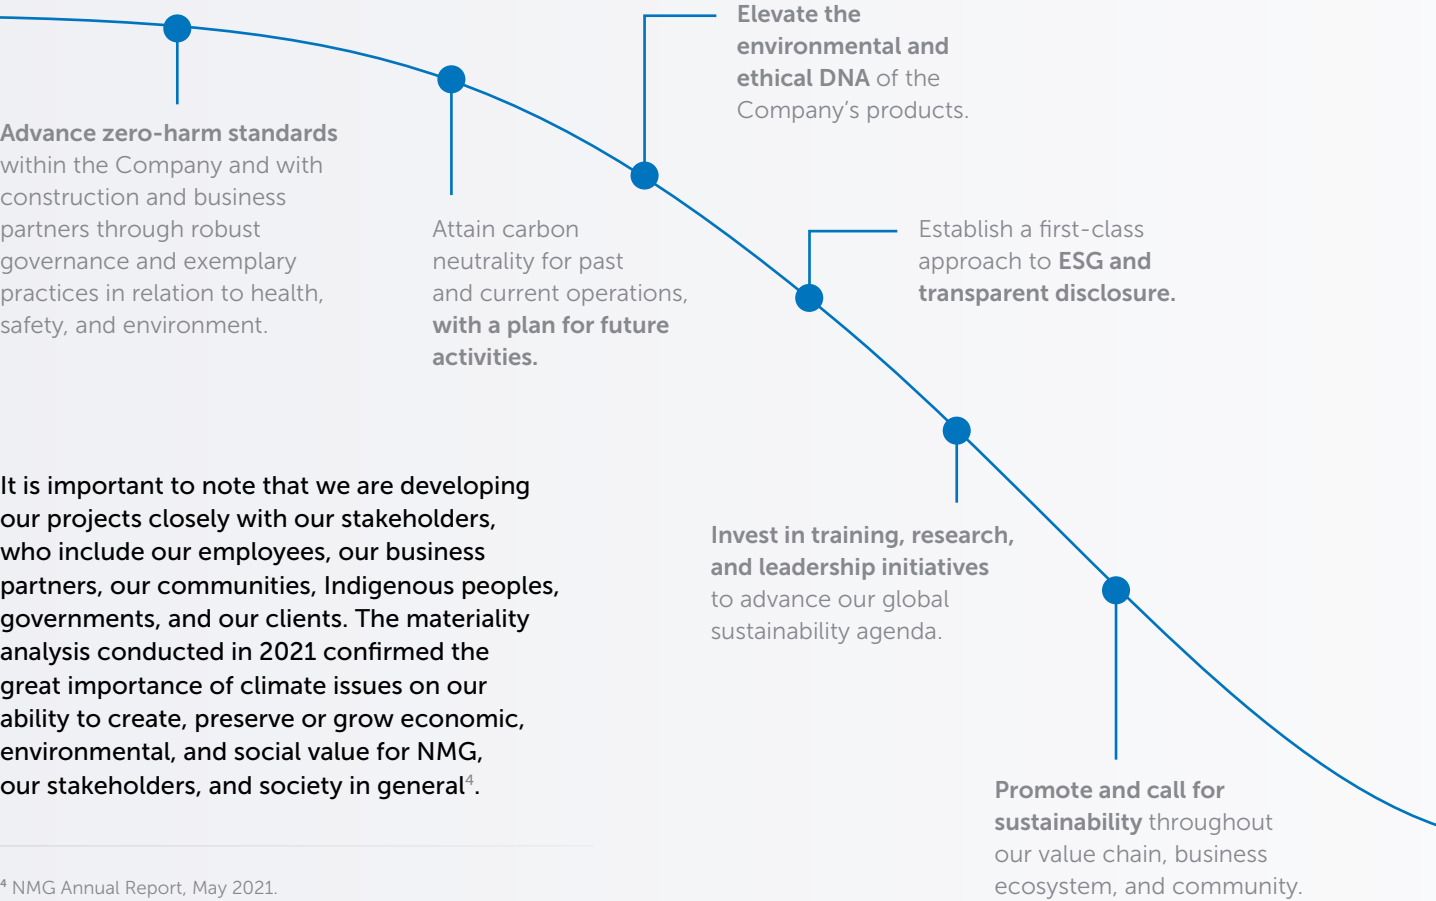 Advance zero-harm standards
within the Company and with
construction and business
partners through robust
governance and exemplary
practices in relation to health,
safety, and environment.
Attain carbon
neutrality for past
and current operations,
with a plan for future
activities.
Elevate the
environmental and
ethical DNA of the
Company’s products.
Establish a first-class
approach to ESG and
transparent disclosure.
Invest in training, research,
and leadership initiatives
to advance our global
sustainability agenda.
Promote and call for
sustainability throughout
our value chain, business
ecosystem, and community.
It is important to note that we are developing
our projects closely with our stakeholders,
who include our employees, our business
partners, our communities, Indigenous peoples,
governments, and our clients. The materiality
analysis conducted in 2021 confirmed the
great importance of climate issues on our
ability to create, preserve or grow economic,
environmental, and social value for NMG,
our stakeholders, and society in general⁴.
⁴ NMG Annual Report, May 2021.